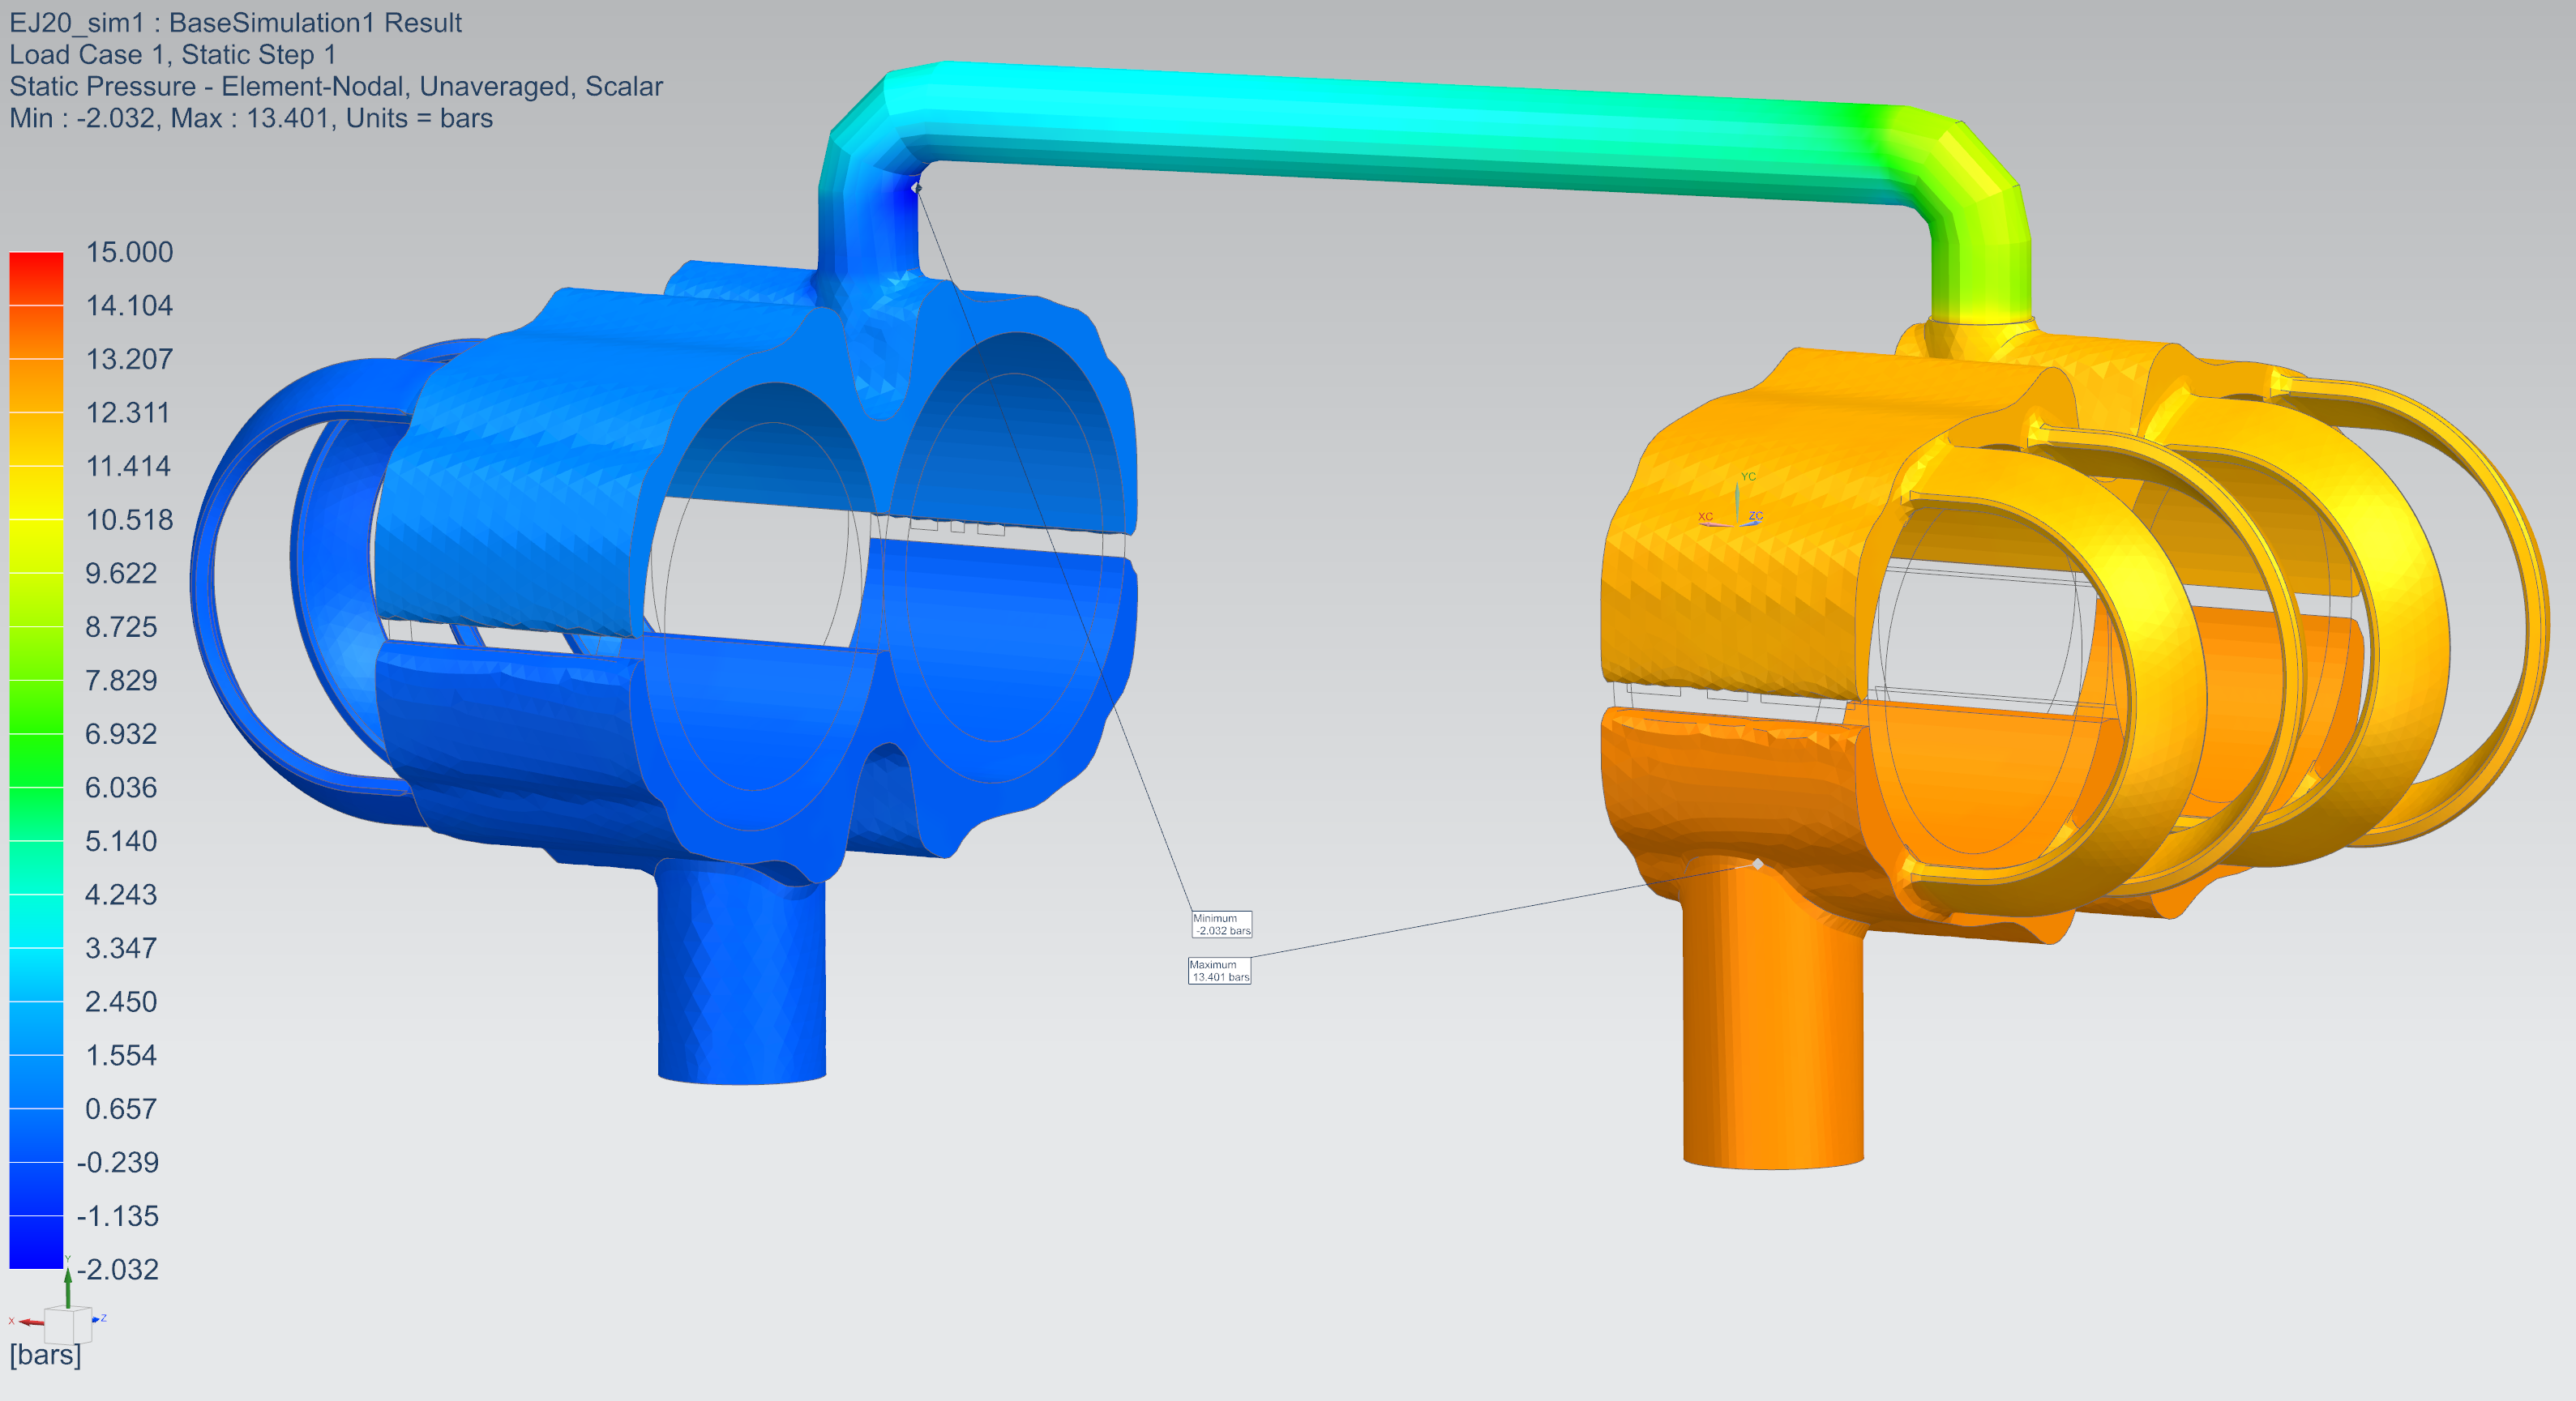 EJ20_sim1 : BaseSimulation1 Result
Load Case 1, Static Step 1
Static Pressure - Element-Nodal, Unaveraged, Scalar
Min : -2.032, Max : 13.401, Units = bars
15.000
14.104
13.207
12.311
11.414
10.518
9.622
8.725
7.829
6.932
6.036
5.140
4.243
3.347
2.450
1.554
0.657
-0.239
-1.135
-2.032
[bars]
Y
X
Z
YC
XC
ZC
Minimum
-2.032 bars
Maximum
13.401 bars